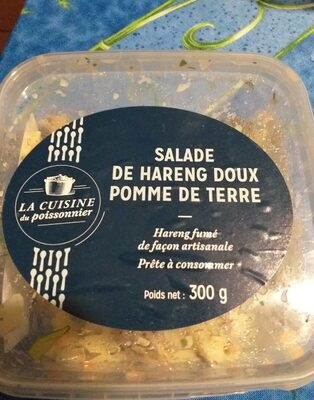 LA CUISINE
du poissonnier
SALADE
DE HARENG DOUX
POMME DE TERRE
Hareng fumé
de façon artisanale
Prête à consommer
Poids net : 300 g